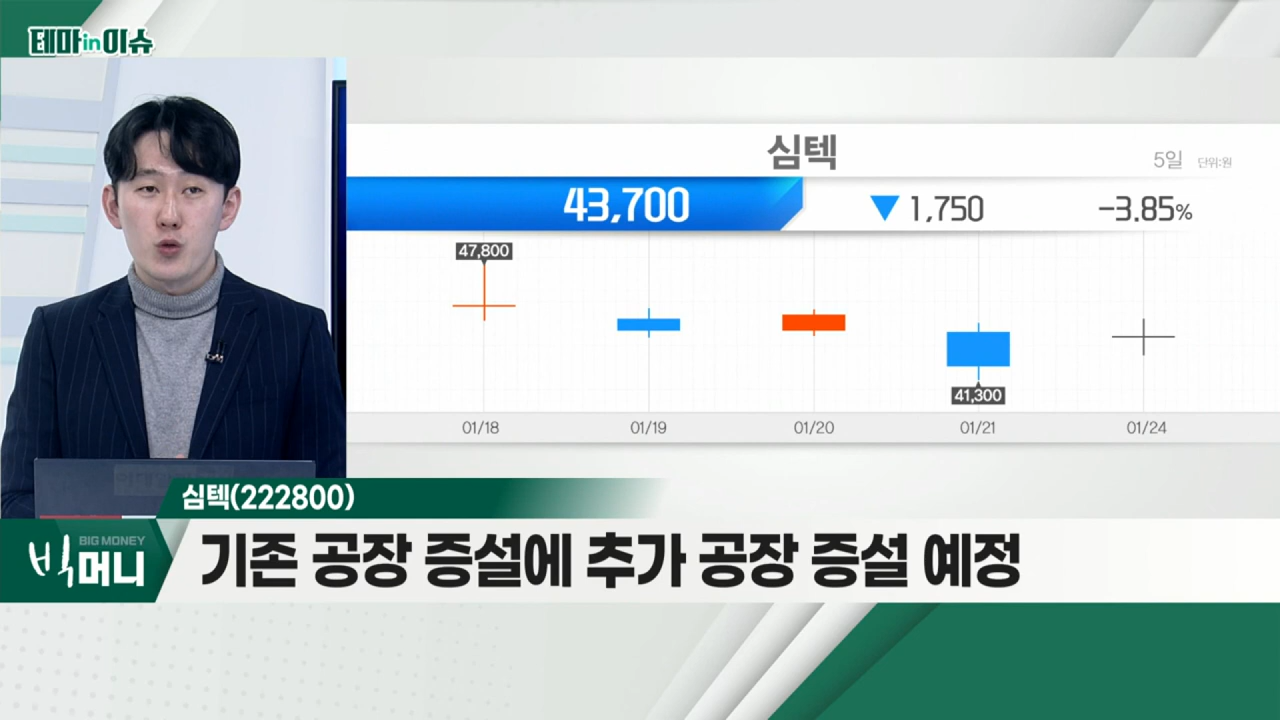 테마in이슈
심텍
5일 단위:원
43,700 ▼1,750 -3.85%
47,800
41,300
01/18 01/19 01/20 01/21 01/24
심텍(222800)
BIG MONEY
빅머니
기존 공장 증설에 추가 공장 증설 예정